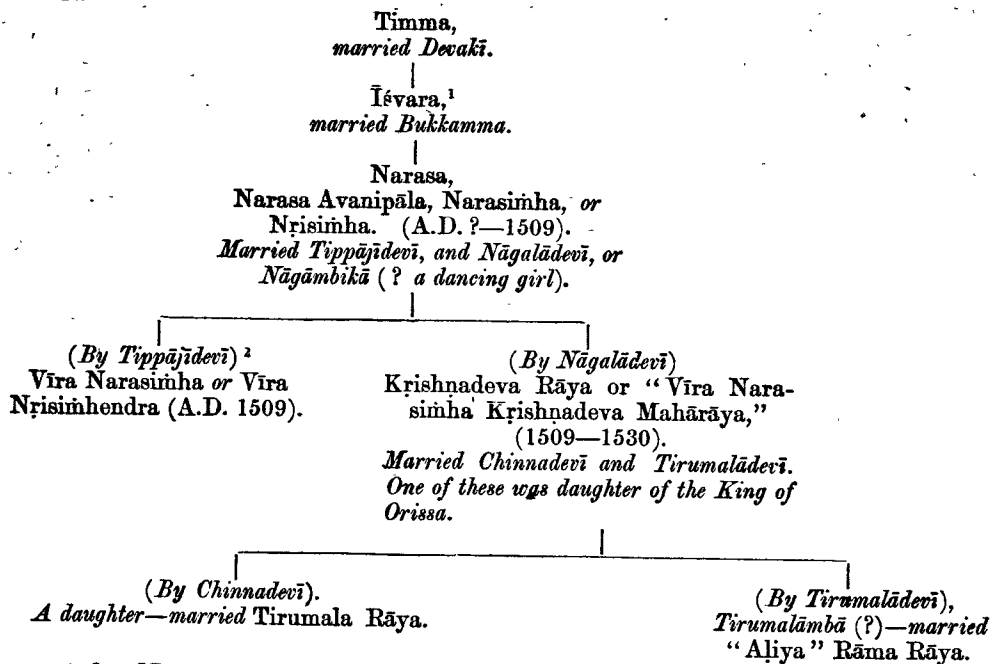 Timma,
married Devakī.
Īśvara,¹
married Bukkamma.
Narasa,
Narasa Avanipāla, Narasiṁha, or
Nṛisiṁha. (A.D. ?—1509).
Married Tippājīdevī, and Nāgalādevī, or
Nāgāmbikā (? a dancing girl).
(By Tippājīdevī) ²
Vīra Narasiṁha or Vīra
Nṛisiṁhendra (A.D. 1509).
(By Nāgalādevī)
Kṛishṇadeva Rāya or “Vīra Nara-
siṁha Kṛishṇadeva Mahārāya,”
(1509—1530).
Married Chinnadevī and Tirumalādevī.
One of these was daughter of the King of
Orissa.
(By Chinnadevī).
A daughter—married Tirumala Rāya.
(By Tirumalādevī),
Tirumalāmbā (?)—married
“Aḷiya” Rāma Rāya.